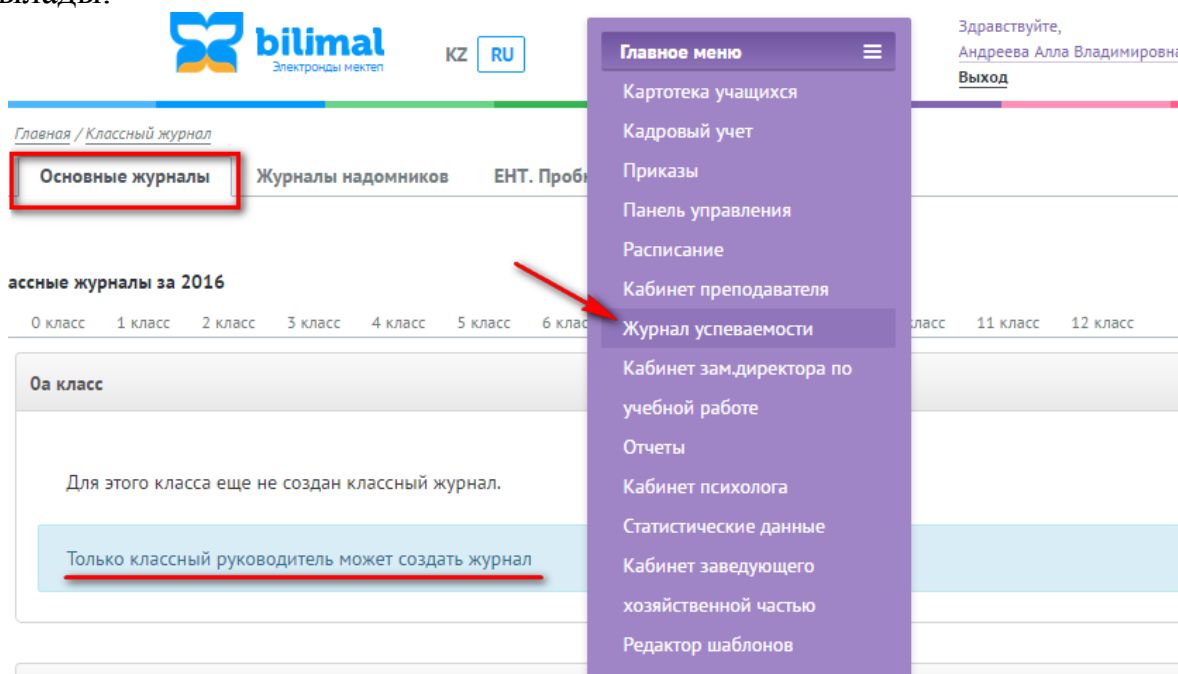 bilimal
Электронды мектеп
KZ RU
Главное меню
Здравствуйте,
Андреева Алла Владимировна
Выход
Картотека учащихся
Кадровый учет
Приказы
Панель управления
Расписание
Кабинет преподавателя
Журнал успеваемости
Кабинет зам.директора по
учебной работе
Отчеты
Кабинет психолога
Статистические данные
Кабинет заведующего
хозяйственной частью
Редактор шаблонов
Главная / Классный журнал
Основные журналы Журналы надомников ЕНТ.
ассные журналы за 2016
0 класс 1 класс 2 класс 3 класс 4 класс 5 класс 6 клас ласс 11 класс 12 класс
0а класс
Для этого класса еще не создан классный журнал.
Только классный руководитель может создать журнал